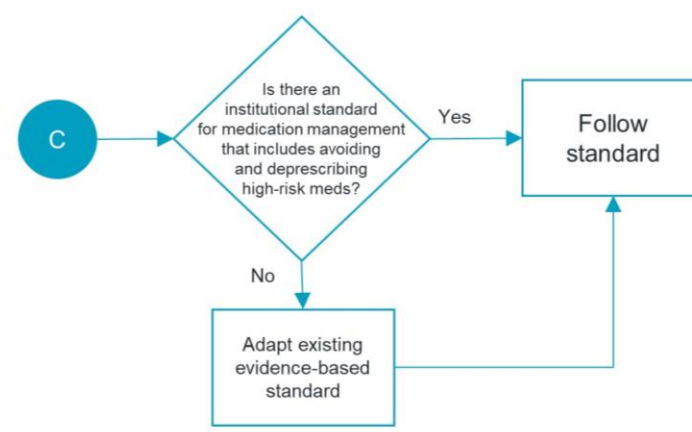 C
Is there an
institutional standard
for medication management
that includes avoiding
and deprescribing
high-risk meds?
Yes
Follow
standard
No
Adapt existing
evidence-based
standard